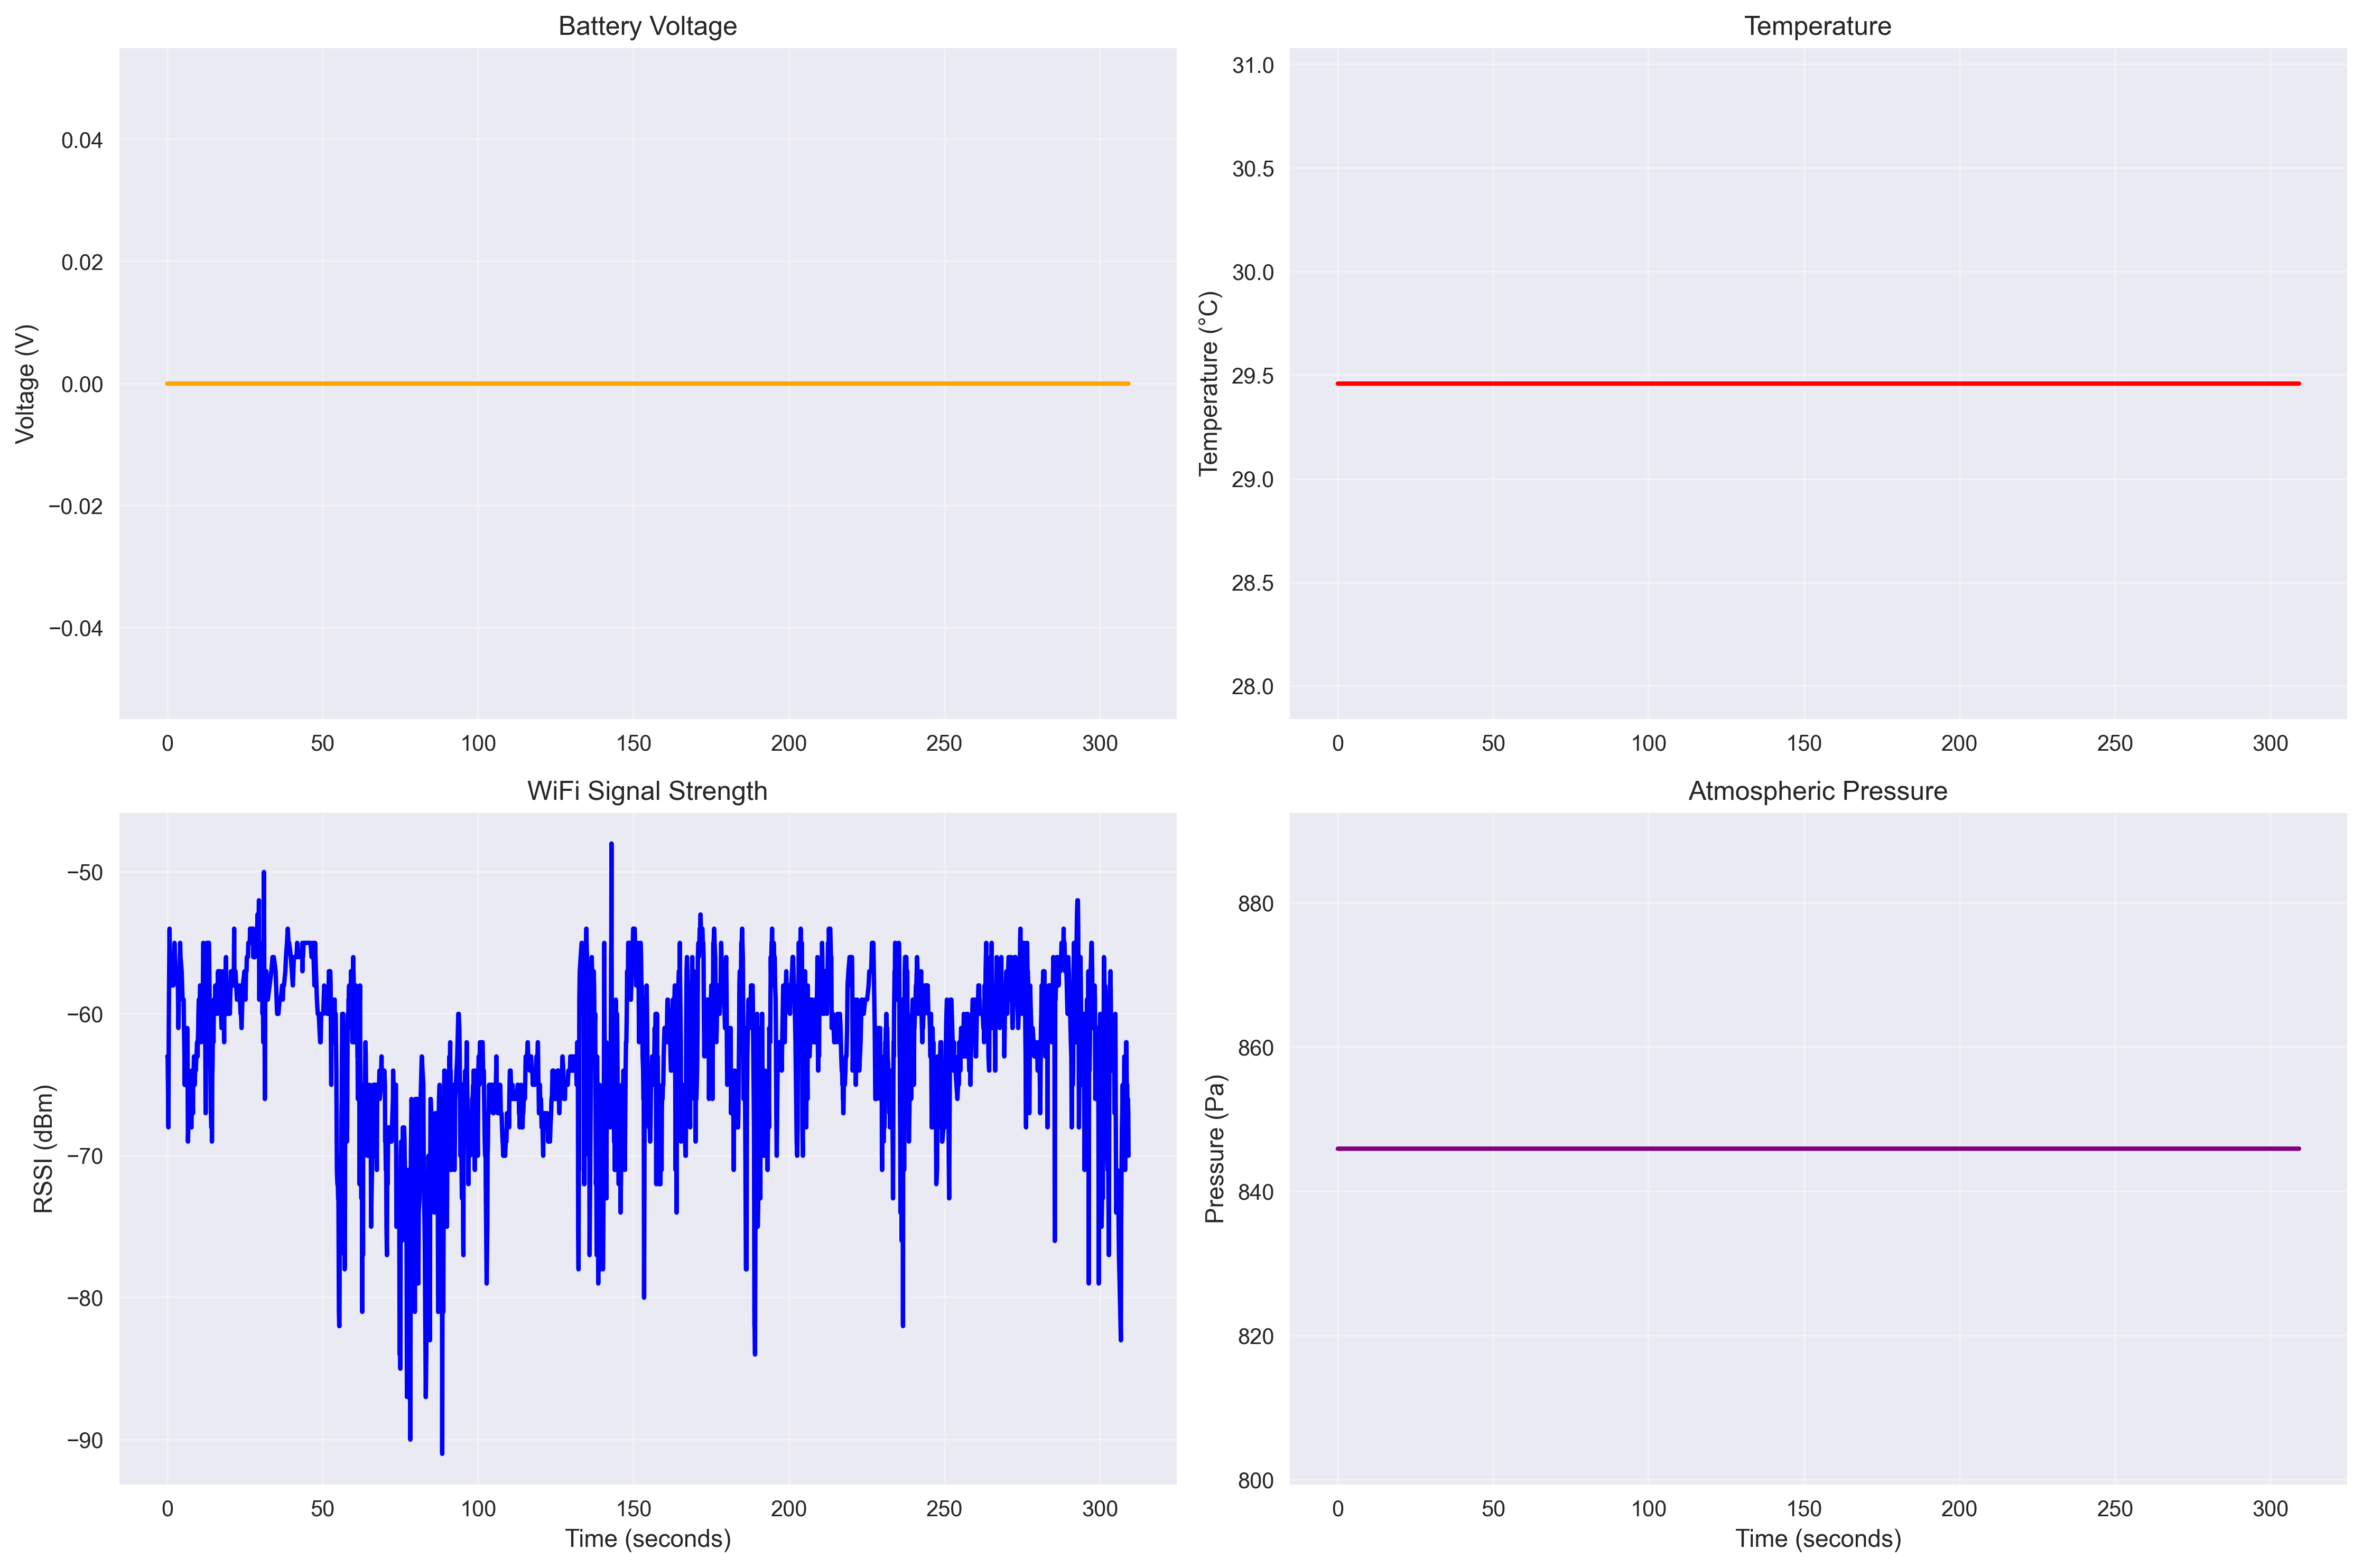 Battery Voltage
Voltage (V)
0.04
0.02
0.00
−0.02
−0.04
0 50 100 150 200 250 300
Temperature
Temperature (°C)
31.0
30.5
30.0
29.5
29.0
28.5
28.0
0 50 100 150 200 250 300
WiFi Signal Strength
RSSI (dBm)
−50
−60
−70
−80
−90
0 50 100 150 200 250 300
Time (seconds)
Atmospheric Pressure
Pressure (Pa)
880
860
840
820
800
0 50 100 150 200 250 300
Time (seconds)